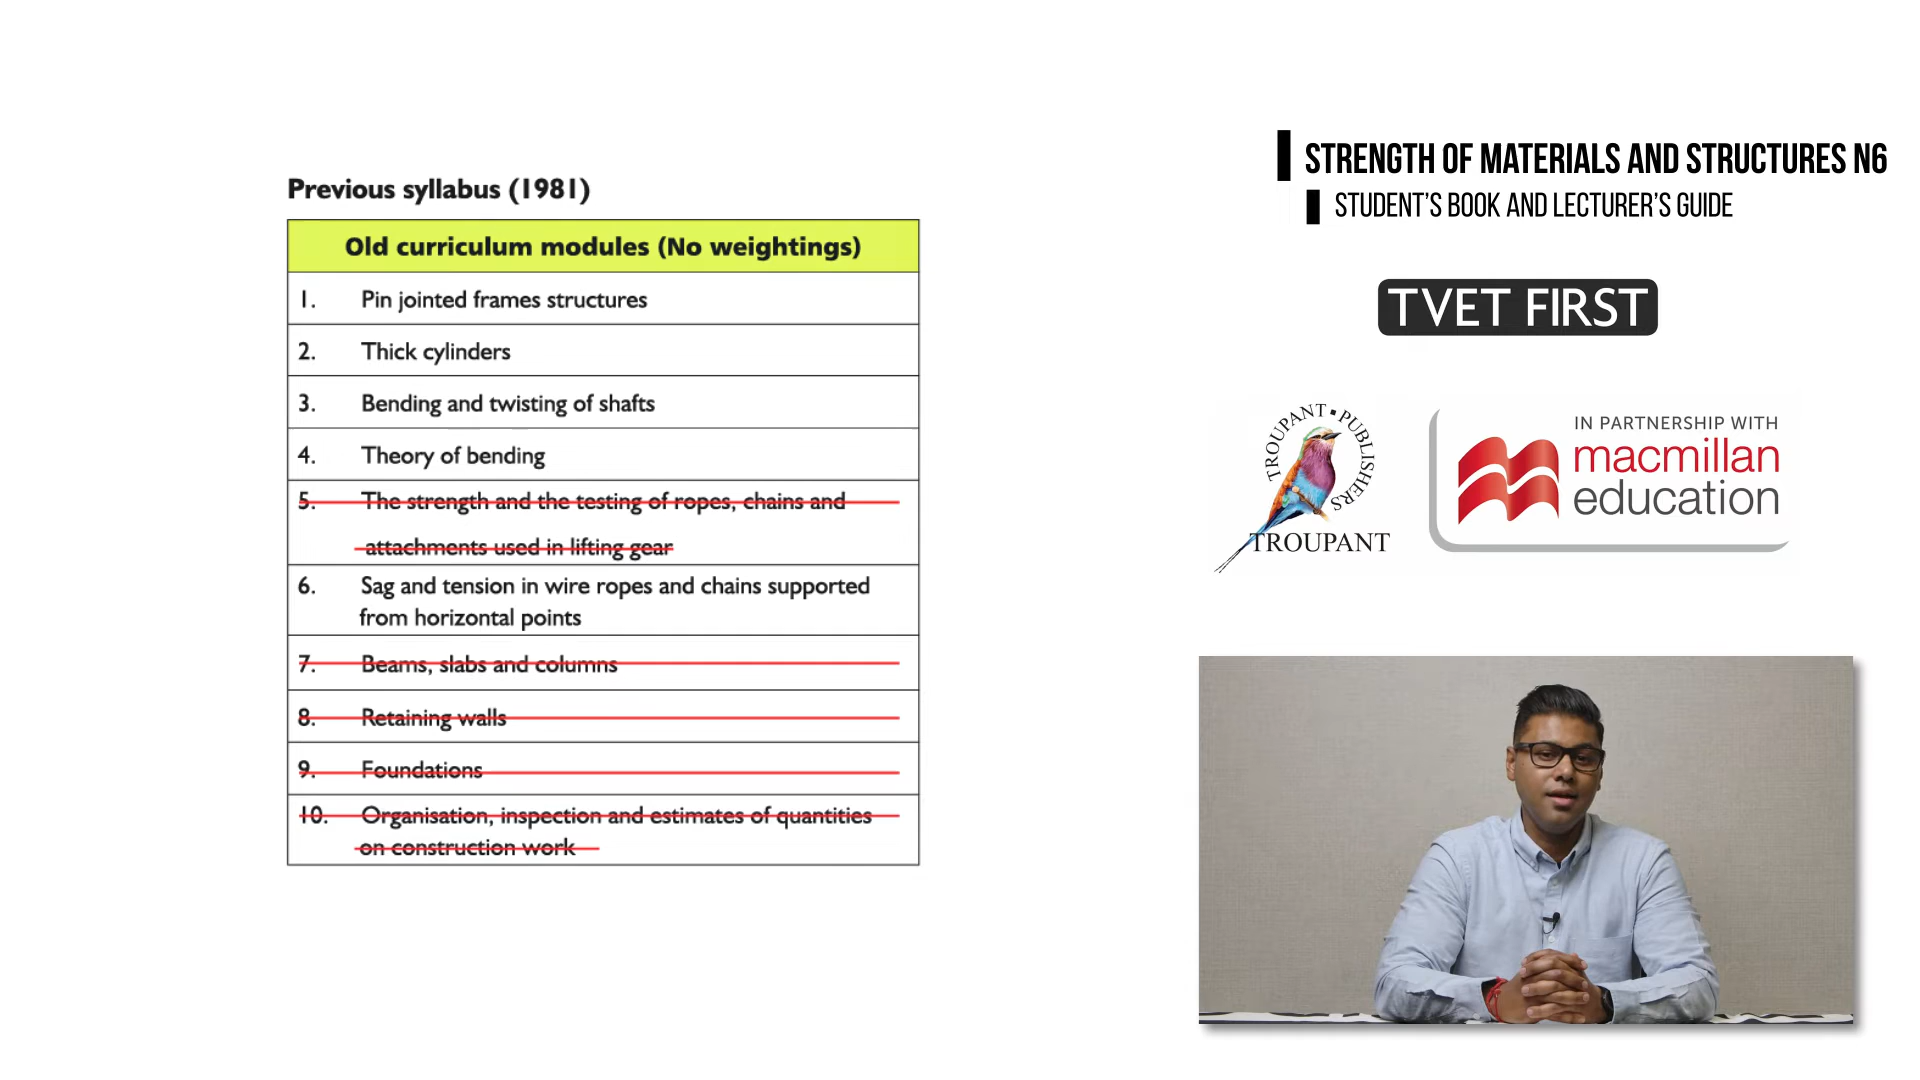 Previous syllabus (1981)
Old curriculum modules (No weightings)
1. Pin jointed frames structures
2. Thick cylinders
3. Bending and twisting of shafts
4. Theory of bending
5. The strength and the testing of ropes, chains and
attachments used in lifting gear
6. Sag and tension in wire ropes and chains supported
from horizontal points
7. Beams, slabs and columns
8. Retaining walls
9. Foundations
10. Organisation, inspection and estimates of quantities
on construction work
STRENGTH OF MATERIALS AND STRUCTURES N6
STUDENT'S BOOK AND LECTURER'S GUIDE
TVET FIRST
TROUPANT • PUBLISHERS
TROUPANT
IN PARTNERSHIP WITH
macmillan
education